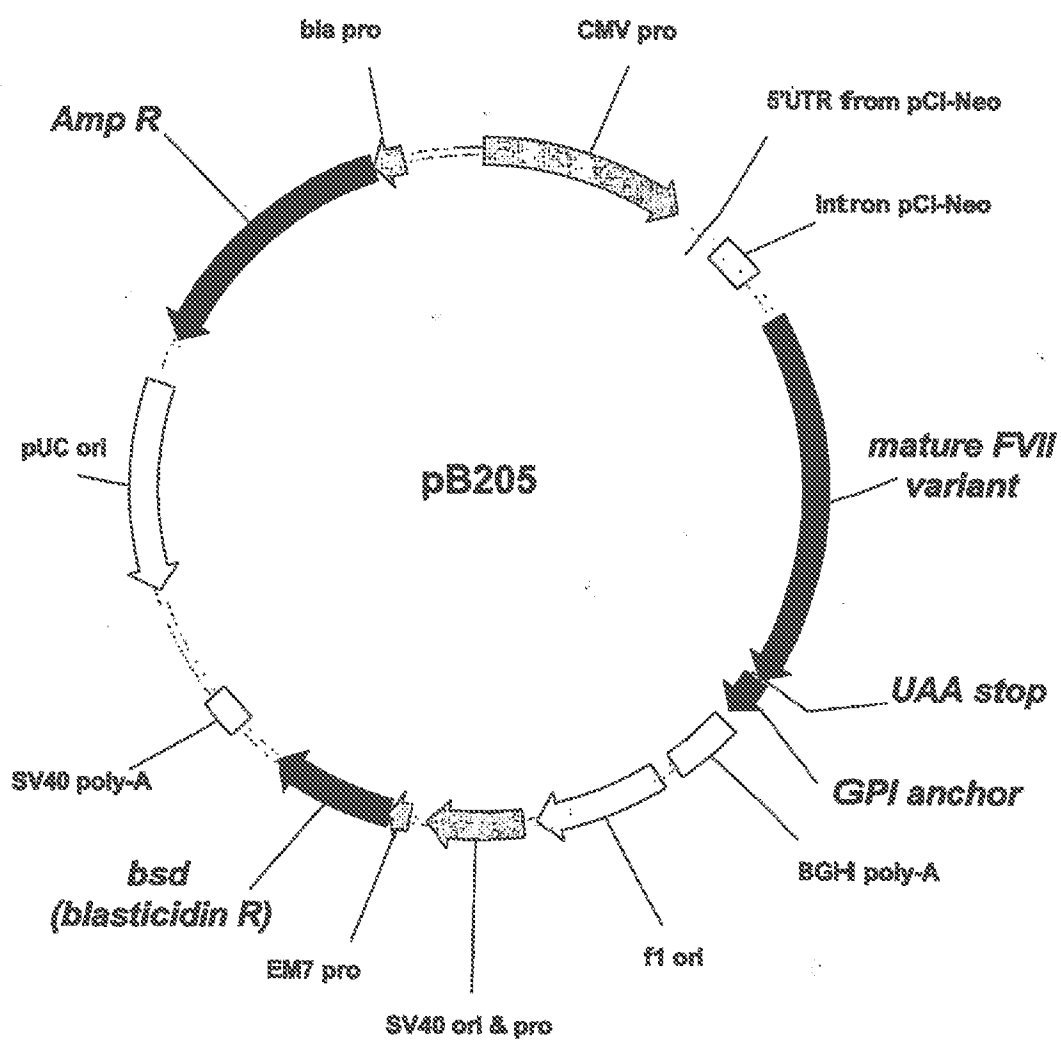 bla pro
CMV pro
5'UTR from pCI-Neo
Amp R
Intron pCI-Neo
pUC ori
pB205
mature FVII
variant
UAA stop
SV40 poly-A
GPI anchor
bsd
(blasticidin R)
BGH poly-A
EM7 pro
f1 ori
SV40 ori & pro